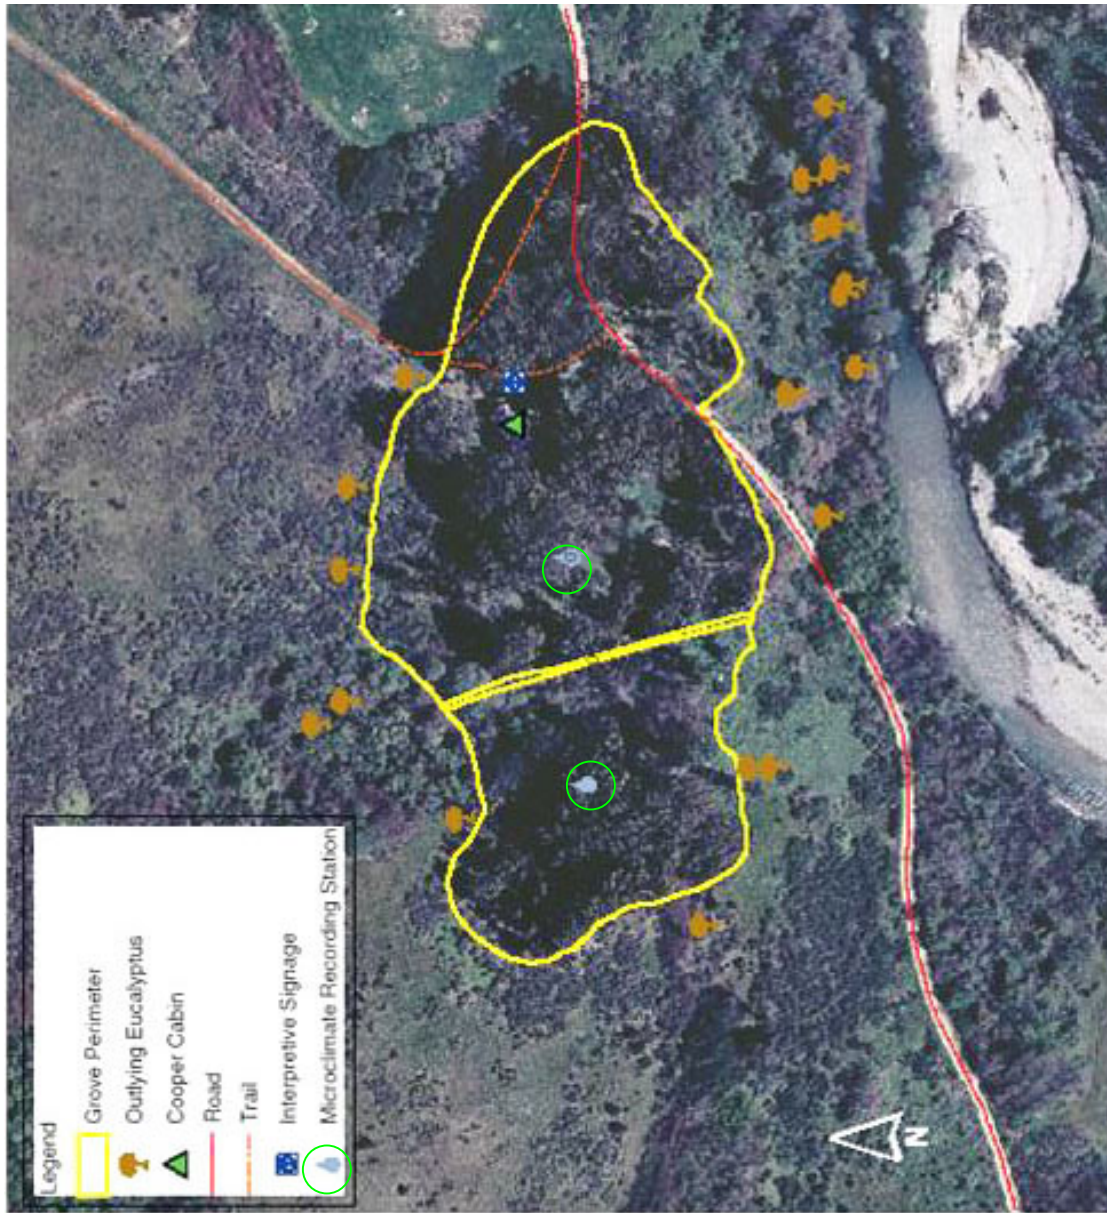 Legend
Grove Perimeter
Outlying Eucalyptus
Cooper Cabin
Road
Trail
Interpretive Signage
Microclimate Recording Station
N